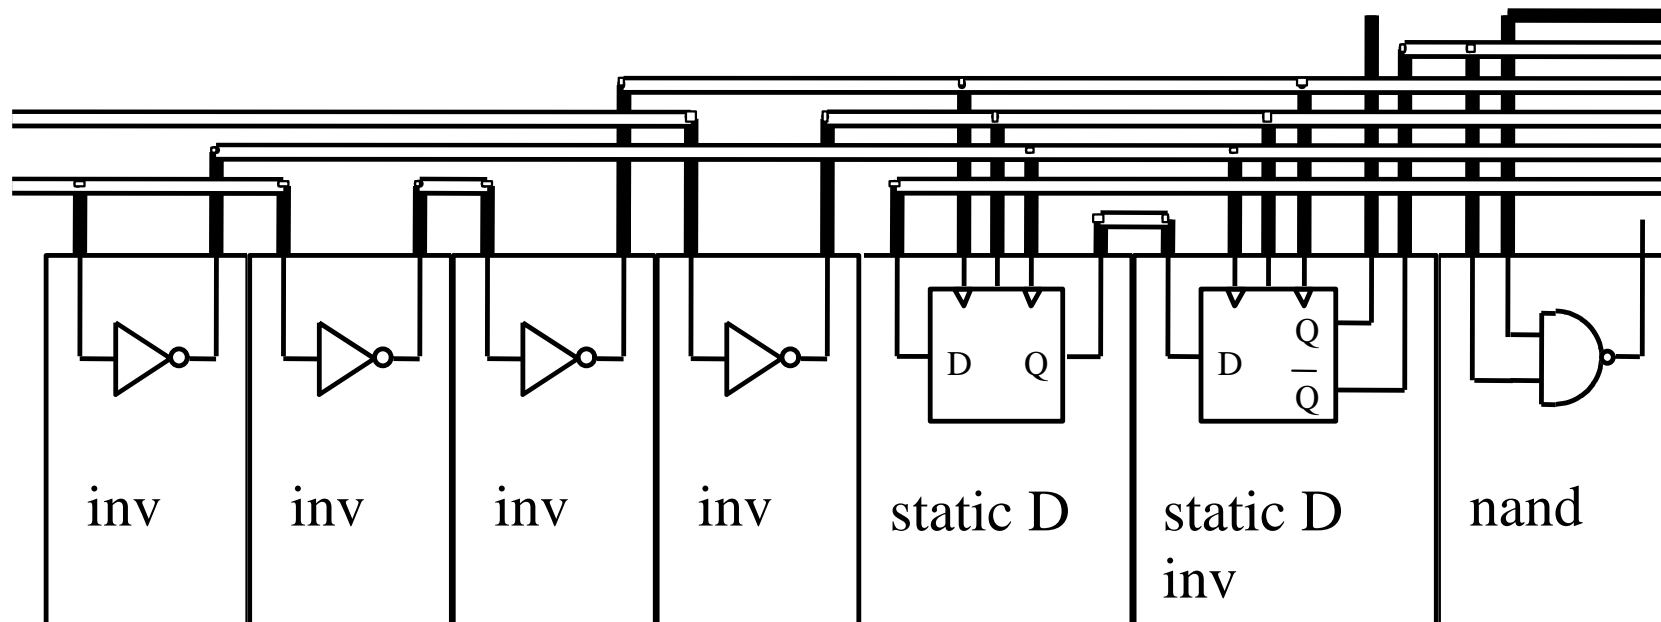 D Q
D Q
Q
inv inv inv inv static D static D nand
inv